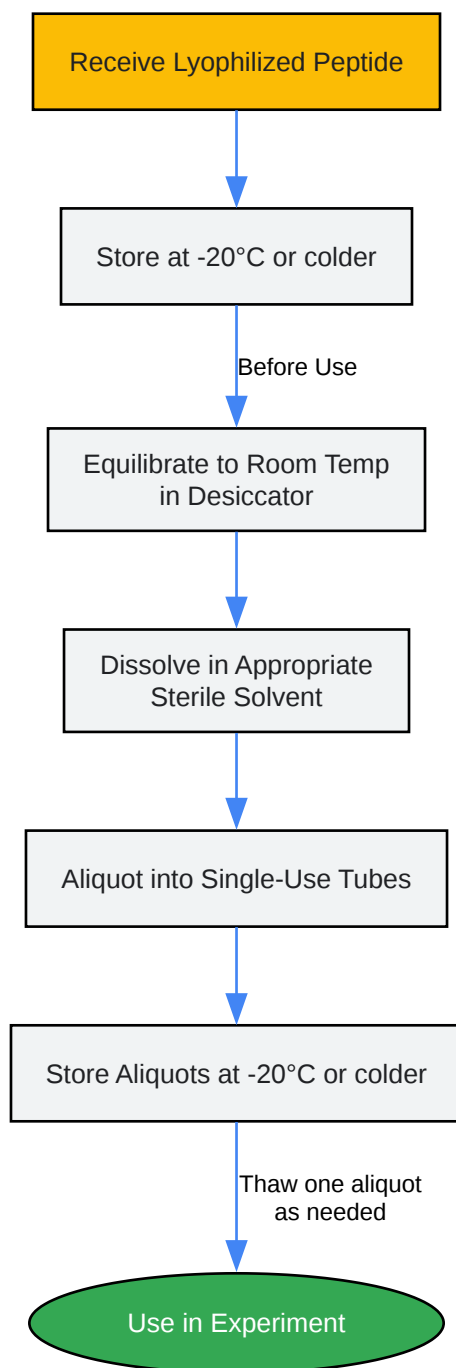 Receive Lyophilized Peptide
Store at -20°C or colder
Before Use
Equilibrate to Room Temp
in Desiccator
Dissolve in Appropriate
Sterile Solvent
Aliquot into Single-Use Tubes
Store Aliquots at -20°C or colder
Thaw one aliquot
as needed
Use in Experiment